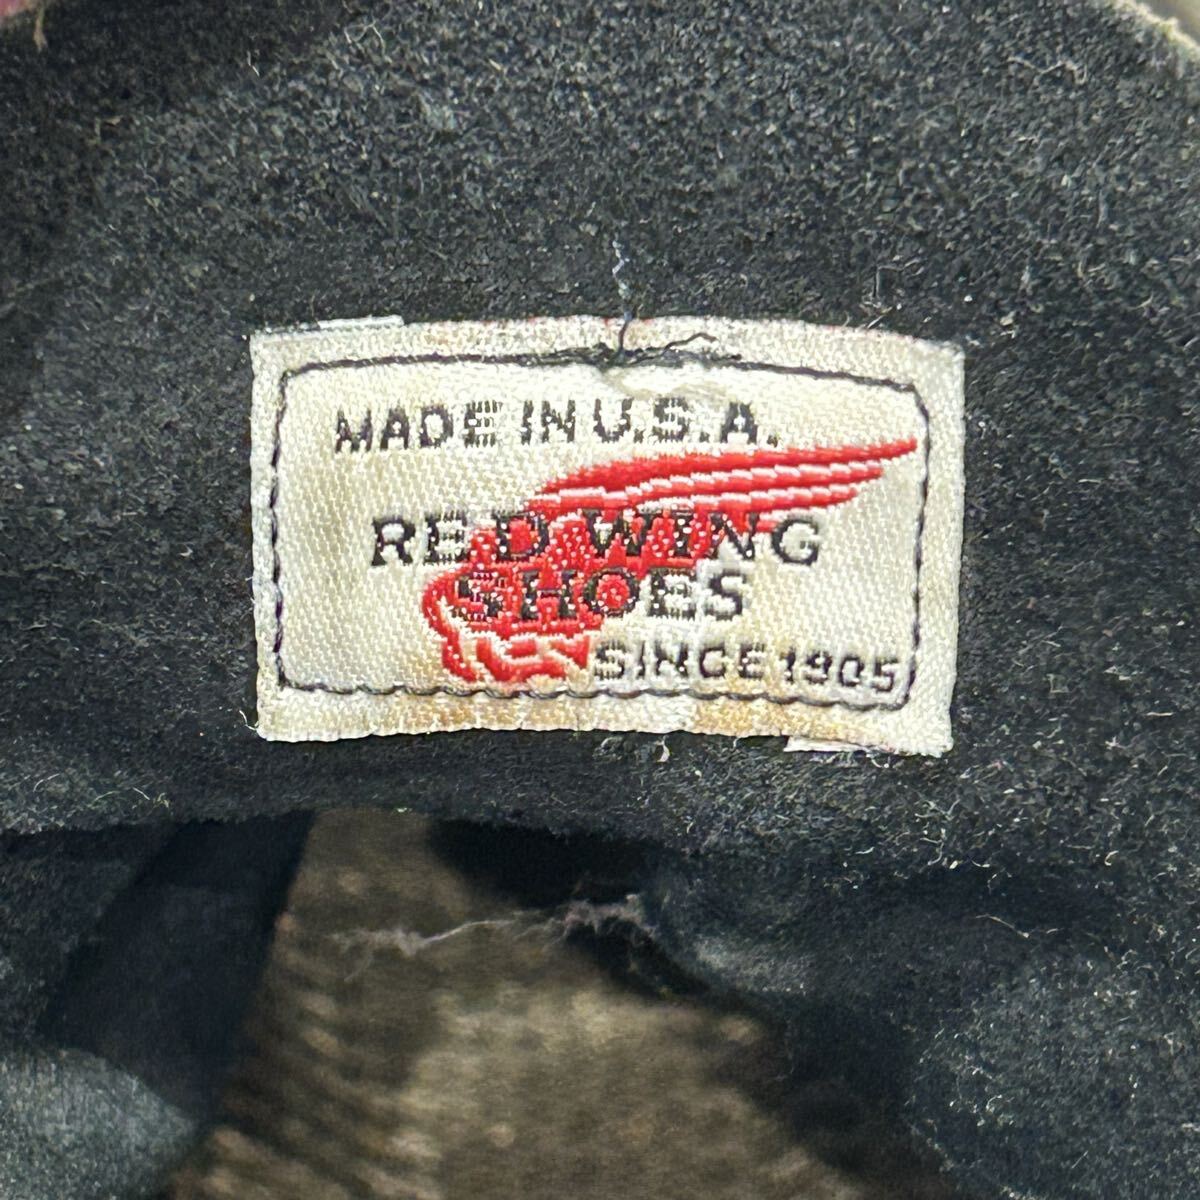 MADE IN U.S.A.
RED WING
SHOES
SINCE 1905